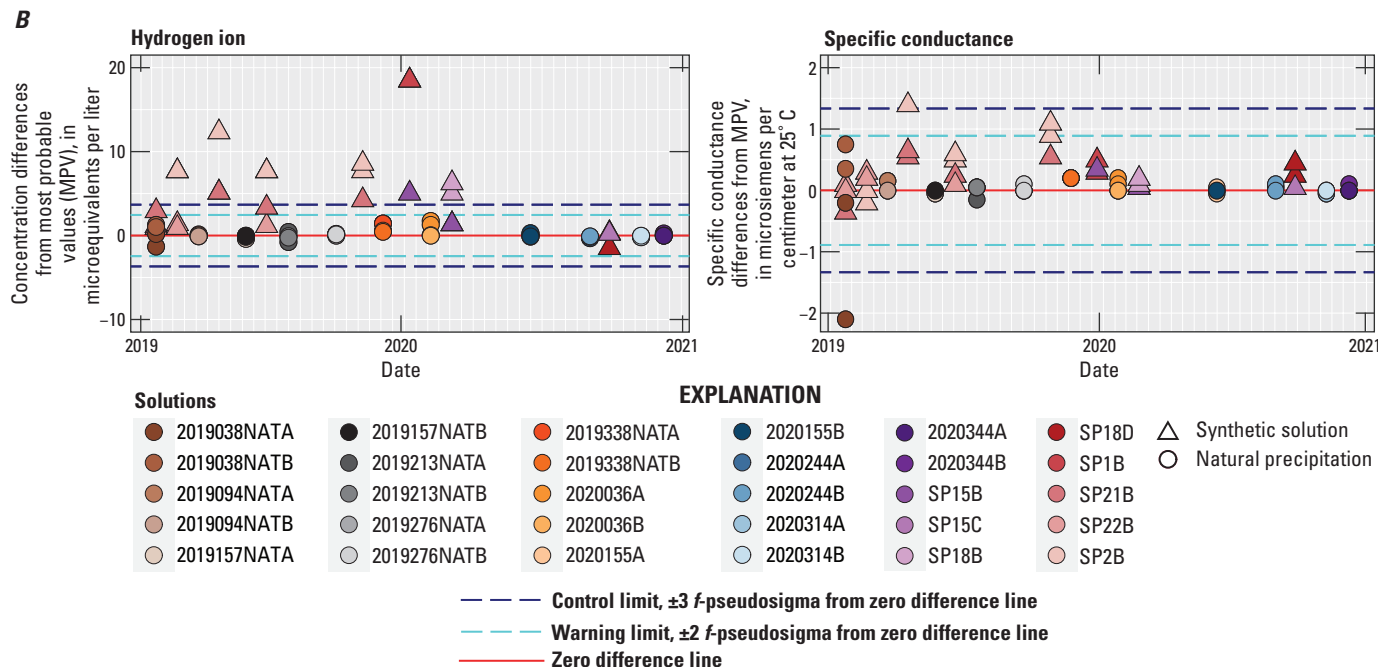 B
Hydrogen ion
Concentration differences
from most probable
values (MPV), in
microequivalents per liter
20
10
0
−10
2019
2020
2021
Date
Specific conductance
Specific conductance
differences from MPV,
in microsiemens per
centimeter at 25° C
2
1
0
−1
−2
2019
2020
2021
Date
EXPLANATION
Solutions
2019038NATA
2019038NATB
2019094NATA
2019094NATB
2019157NATA
2019157NATB
2019213NATA
2019213NATB
2019276NATA
2019276NATB
2019338NATA
2019338NATB
2020036A
2020036B
2020155A
2020155B
2020244A
2020244B
2020314A
2020314B
2020344A
2020344B
SP15B
SP15C
SP18B
SP18D
SP1B
SP21B
SP22B
SP2B
Synthetic solution
Natural precipitation
Control limit, ±3 f-pseudosigma from zero difference line
Warning limit, ±2 f-pseudosigma from zero difference line
Zero difference line